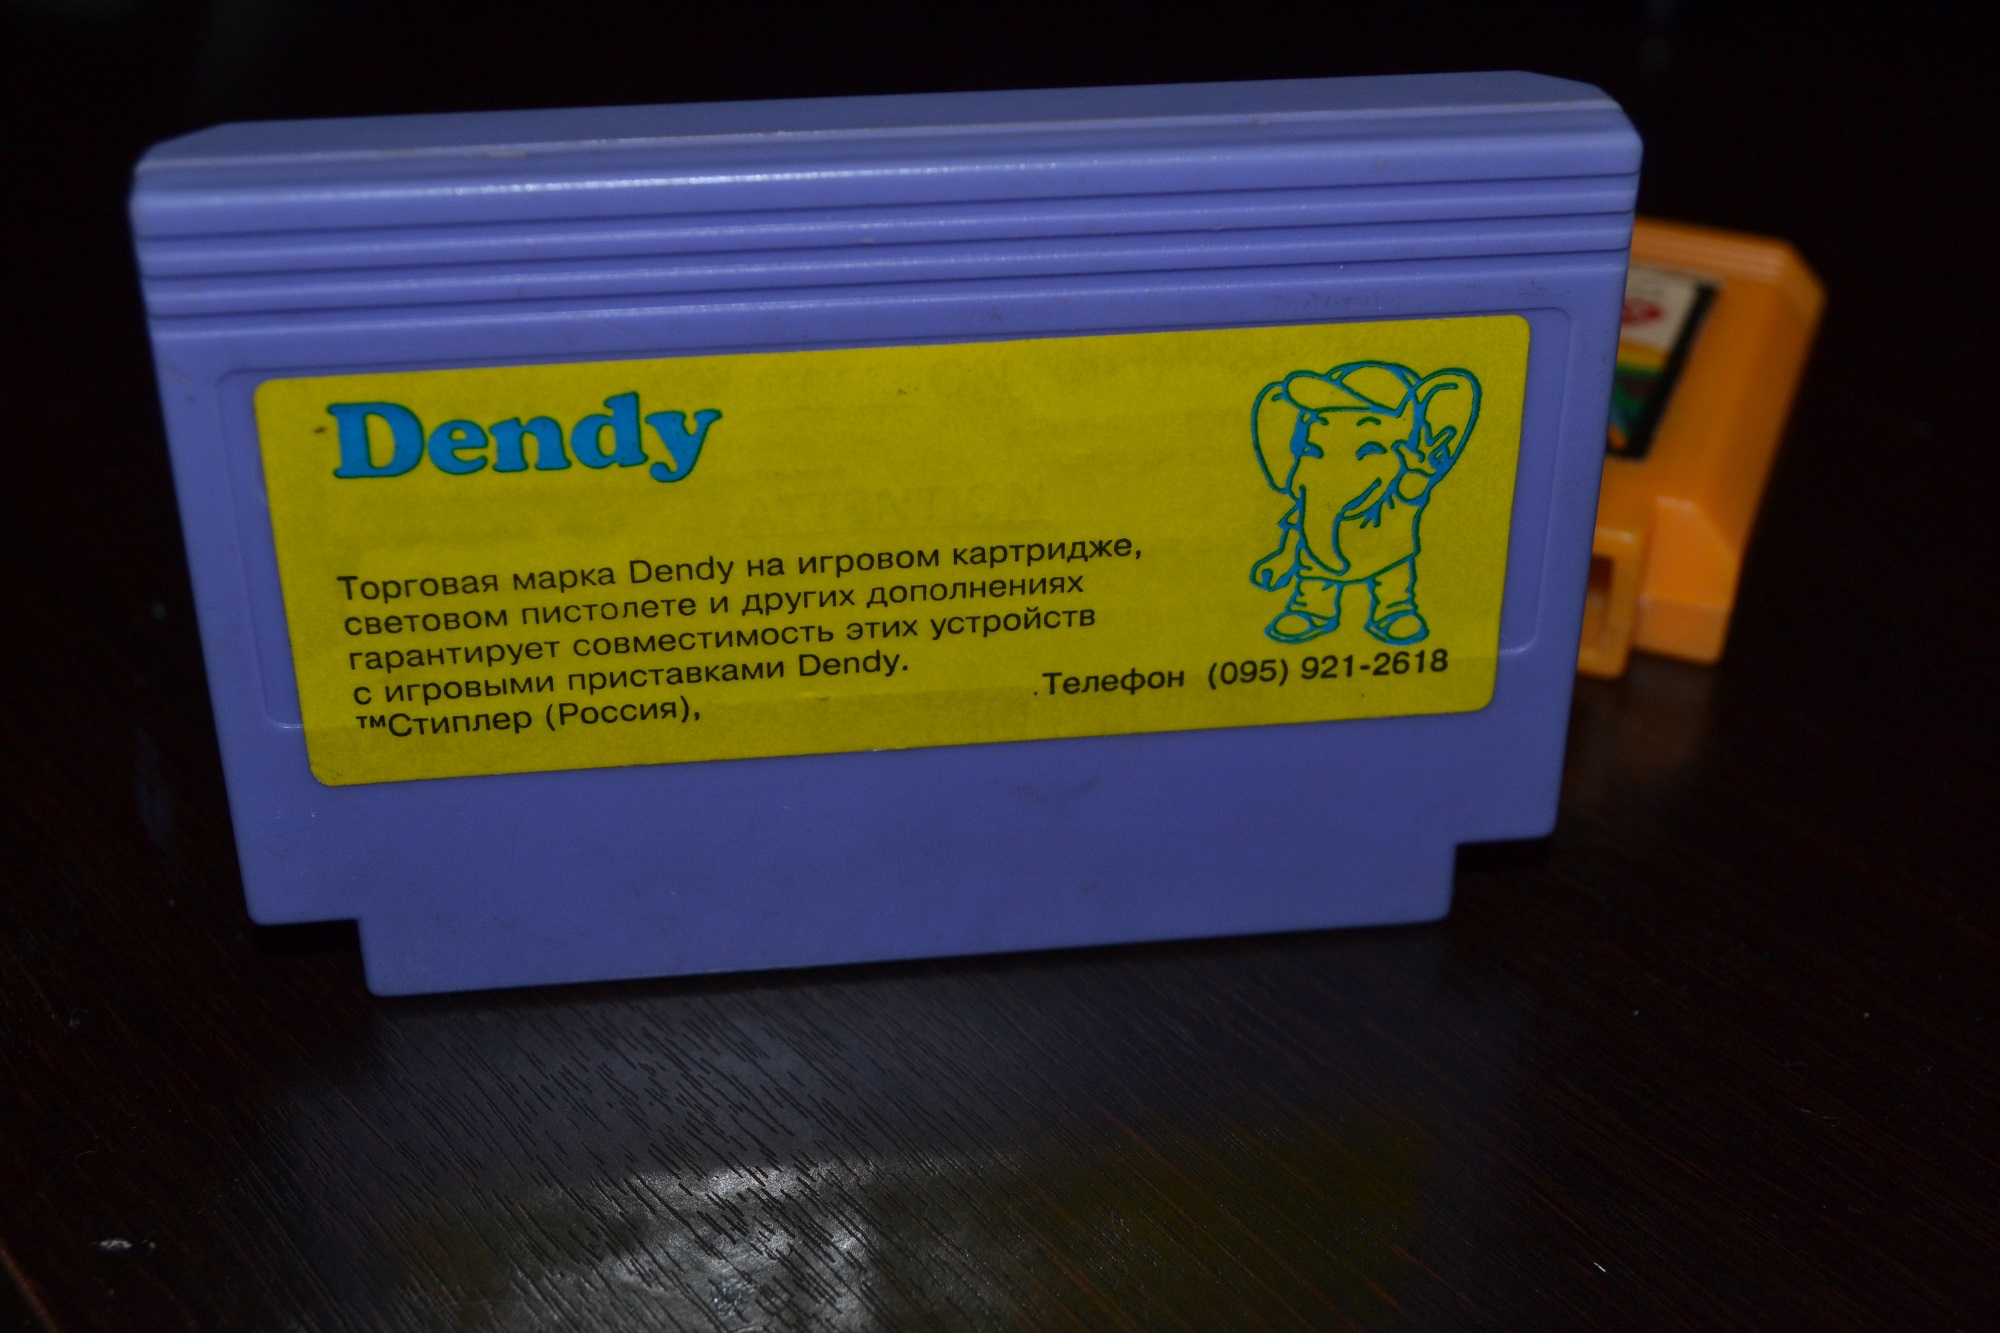 Dendy
Торговая марка Dendy на игровом картридже,
световом пистолете и других дополнениях
гарантирует совместимость этих устройств
с игровыми приставками Dendy.
™Стиплер (Россия),
.Телефон (095) 921-2618